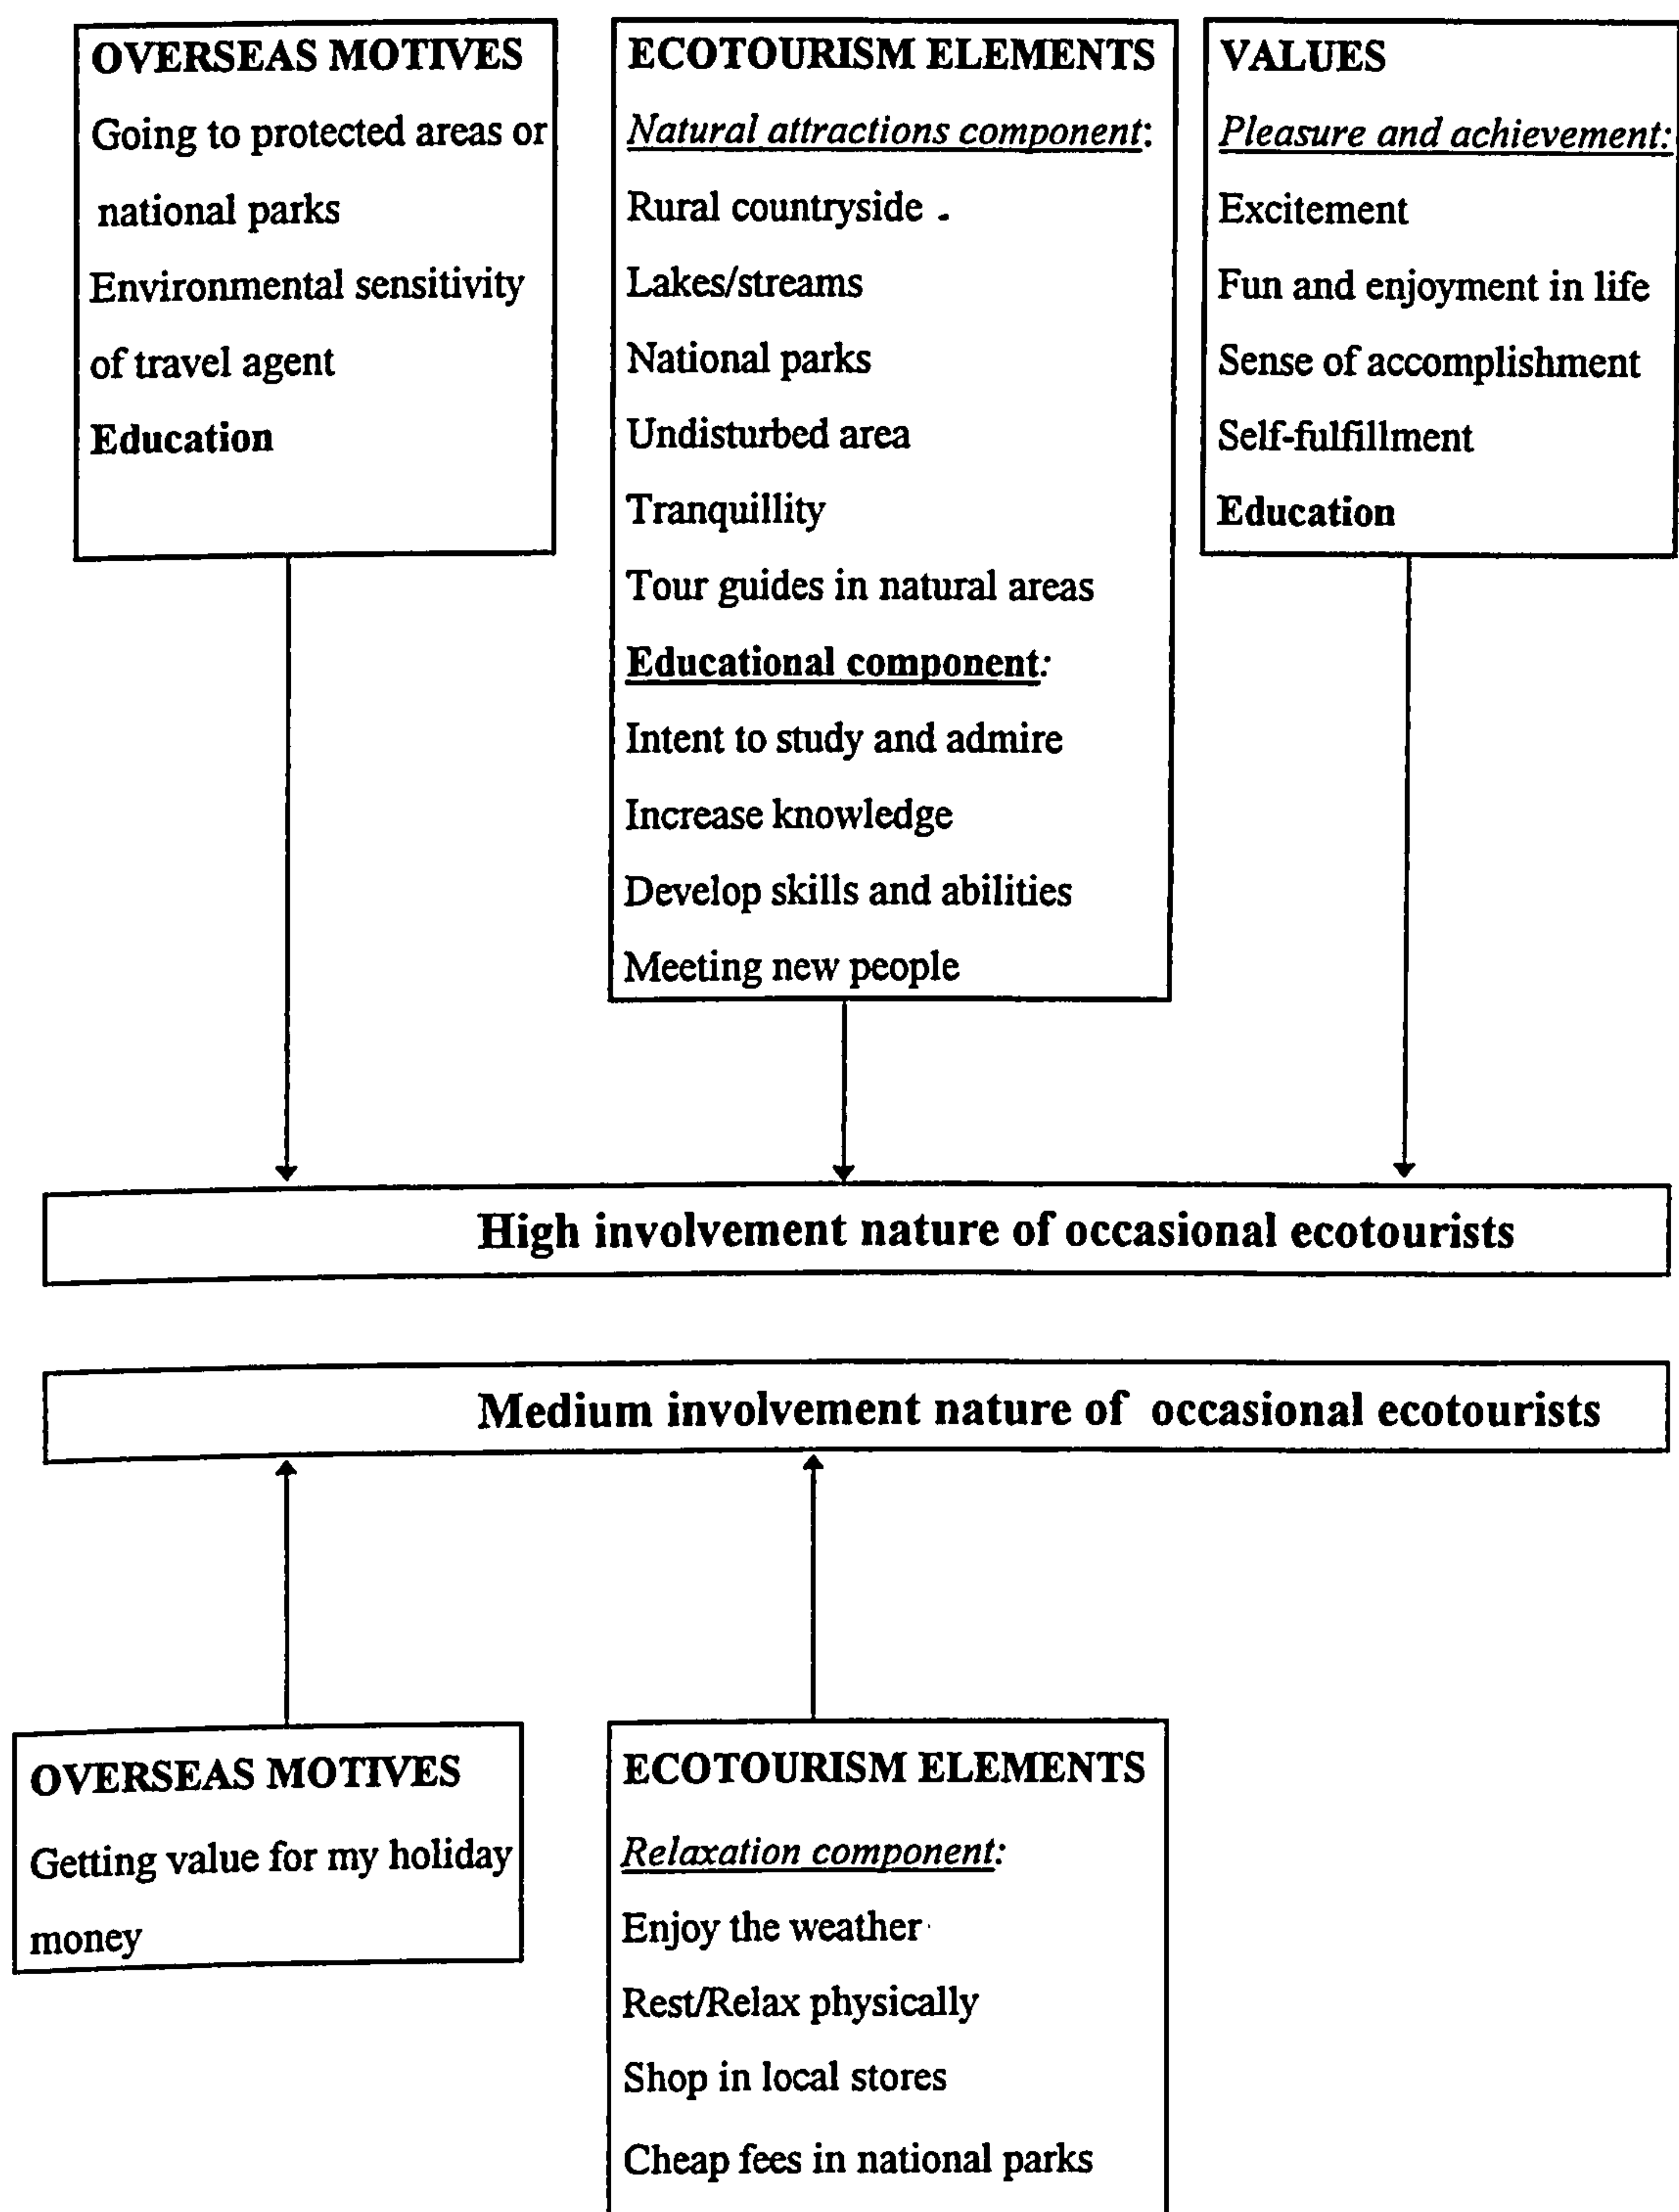 OVERSEAS MOTIVES
Going to protected areas or
national parks
Environmental sensitivity
of travel agent
Education
ECOTOURISM ELEMENTS
Natural attractions component:
Rural countryside
Lakes/streams
National parks
Undisturbed area
Tranquillity
Tour guides in natural areas
Educational component:
Intent to study and admire
Increase knowledge
Develop skills and abilities
Meeting new people
VALUES
Pleasure and achievement:
Excitement
Fun and enjoyment in life
Sense of accomplishment
Self-fulfillment
Education
High involvement nature of occasional ecotourists
Medium involvement nature of occasional ecotourists
OVERSEAS MOTIVES
Getting value for my holiday
money
ECOTOURISM ELEMENTS
Relaxation component:
Enjoy the weather
Rest/Relax physically
Shop in local stores
Cheap fees in national parks